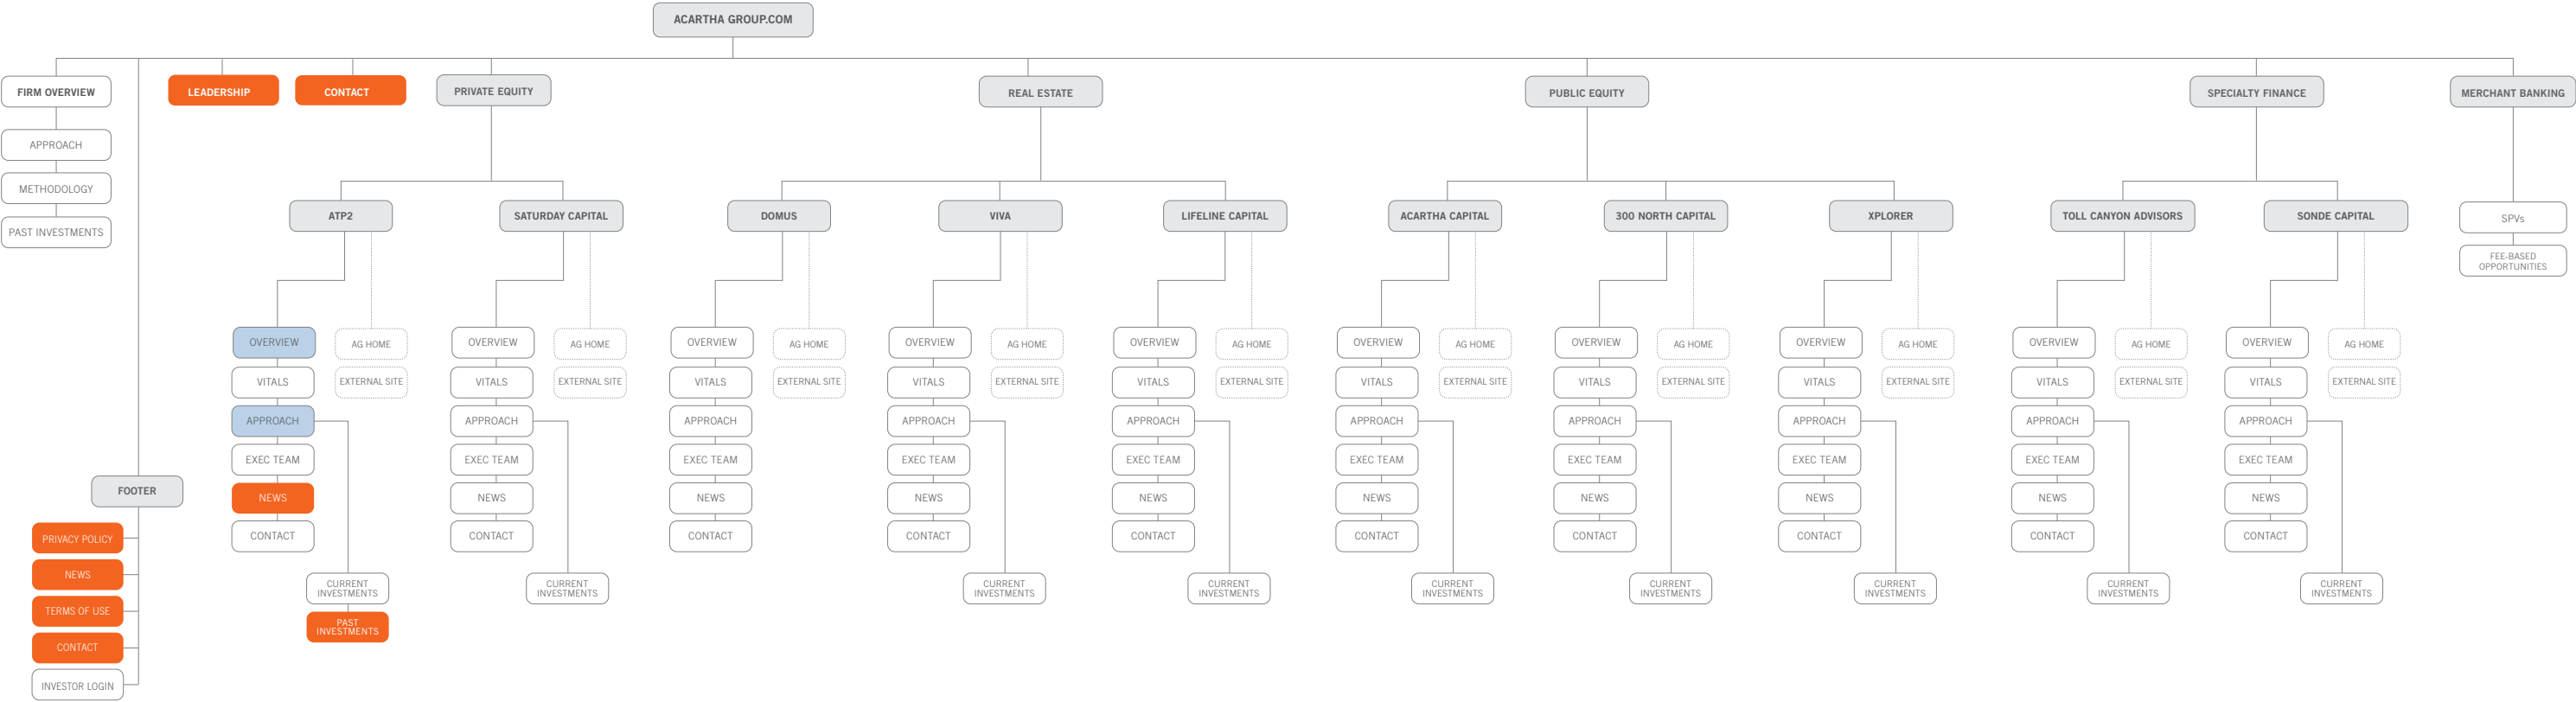 ACARTHA GROUP.COM
FIRM OVERVIEW
APPROACH
METHODOLOGY
PAST INVESTMENTS
FOOTER
PRIVACY POLICY
NEWS
TERMS OF USE
CONTACT
INVESTOR LOGIN
LEADERSHIP
CONTACT
PRIVATE EQUITY
ATP2
OVERVIEW
VITALS
APPROACH
EXEC TEAM
NEWS
CONTACT
AG HOME
EXTERNAL SITE
CURRENT
INVESTMENTS
PAST
INVESTMENTS
SATURDAY CAPITAL
OVERVIEW
VITALS
APPROACH
EXEC TEAM
NEWS
CONTACT
AG HOME
EXTERNAL SITE
CURRENT
INVESTMENTS
REAL ESTATE
DOMUS
OVERVIEW
VITALS
APPROACH
EXEC TEAM
NEWS
CONTACT
AG HOME
EXTERNAL SITE
VIVA
OVERVIEW
VITALS
APPROACH
EXEC TEAM
NEWS
CONTACT
AG HOME
EXTERNAL SITE
CURRENT
INVESTMENTS
LIFELINE CAPITAL
OVERVIEW
VITALS
APPROACH
EXEC TEAM
NEWS
CONTACT
AG HOME
EXTERNAL SITE
CURRENT
INVESTMENTS
PUBLIC EQUITY
ACARTHA CAPITAL
OVERVIEW
VITALS
APPROACH
EXEC TEAM
NEWS
CONTACT
AG HOME
EXTERNAL SITE
CURRENT
INVESTMENTS
300 NORTH CAPITAL
OVERVIEW
VITALS
APPROACH
EXEC TEAM
NEWS
CONTACT
AG HOME
EXTERNAL SITE
CURRENT
INVESTMENTS
XPLORER
OVERVIEW
VITALS
APPROACH
EXEC TEAM
NEWS
CONTACT
AG HOME
EXTERNAL SITE
CURRENT
INVESTMENTS
SPECIALTY FINANCE
TOLL CANYON ADVISORS
OVERVIEW
VITALS
APPROACH
EXEC TEAM
NEWS
CONTACT
AG HOME
EXTERNAL SITE
CURRENT
INVESTMENTS
SONDE CAPITAL
OVERVIEW
VITALS
APPROACH
EXEC TEAM
NEWS
CONTACT
AG HOME
EXTERNAL SITE
CURRENT
INVESTMENTS
MERCHANT BANKING
SPVs
FEE-BASED
OPPORTUNITIES